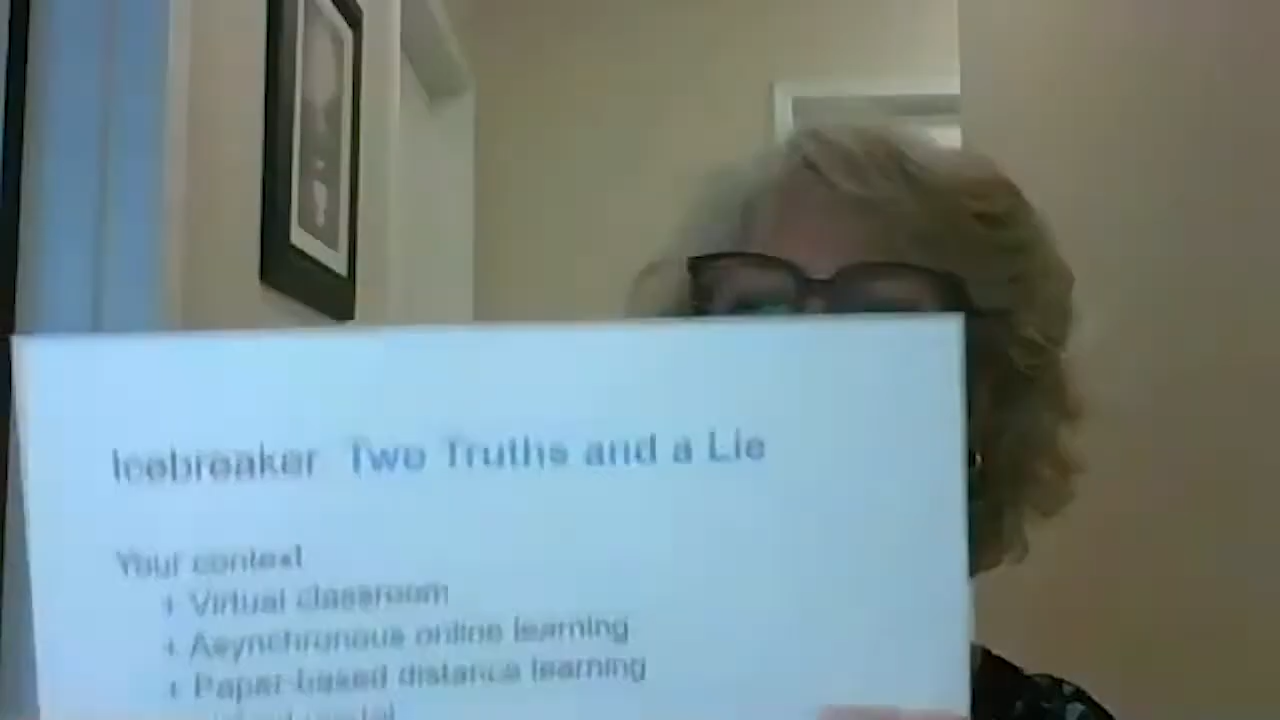 Icebreaker Two Truths and a Lie
Your context
+ Virtual classroom
+ Asynchronous online learning
+ Paper-based distance learning